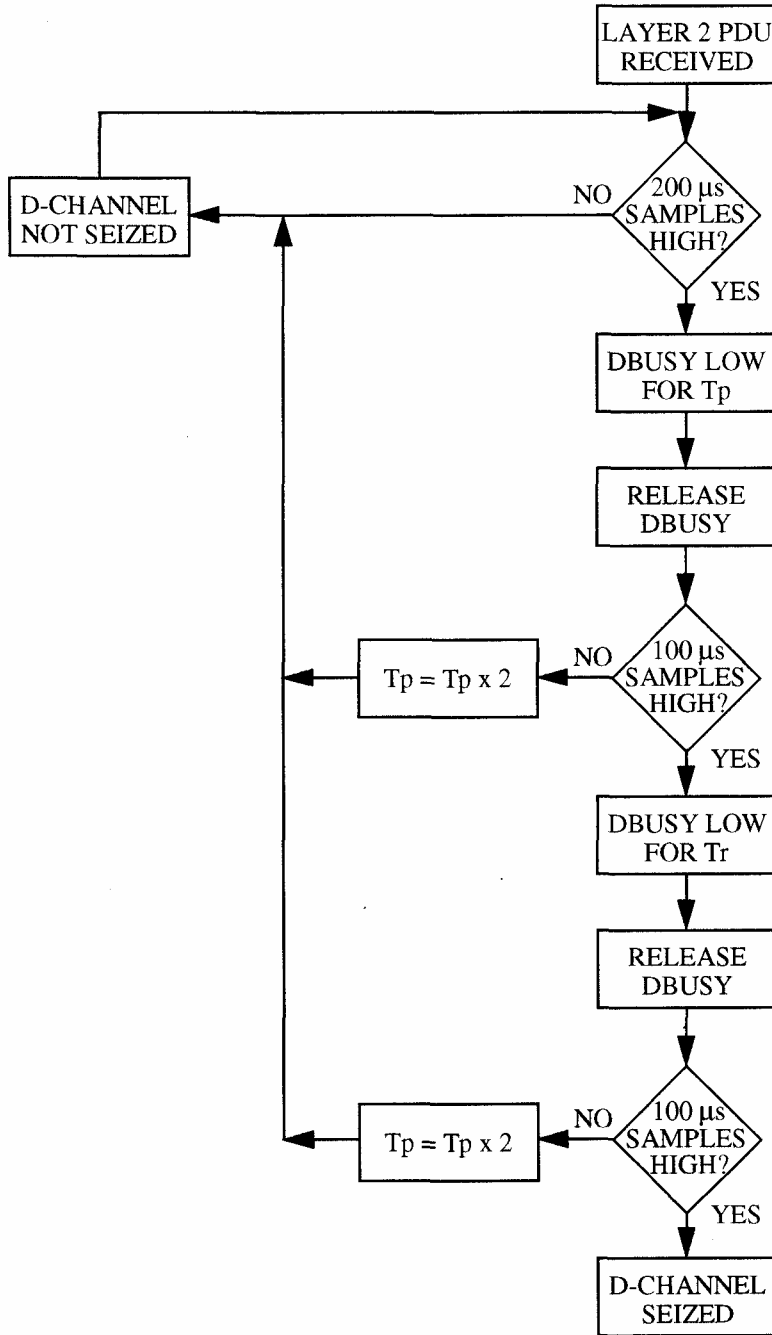 LAYER 2 PDU
RECEIVED
NO
200 µs
SAMPLES
HIGH?
D-CHANNEL
NOT SEIZED
YES
DBUSY LOW
FOR Tp
RELEASE
DBUSY
Tp = Tp x 2
NO
100 µs
SAMPLES
HIGH?
YES
DBUSY LOW
FOR Tr
RELEASE
DBUSY
Tp = Tp x 2
NO
100 µs
SAMPLES
HIGH?
YES
D-CHANNEL
SEIZED